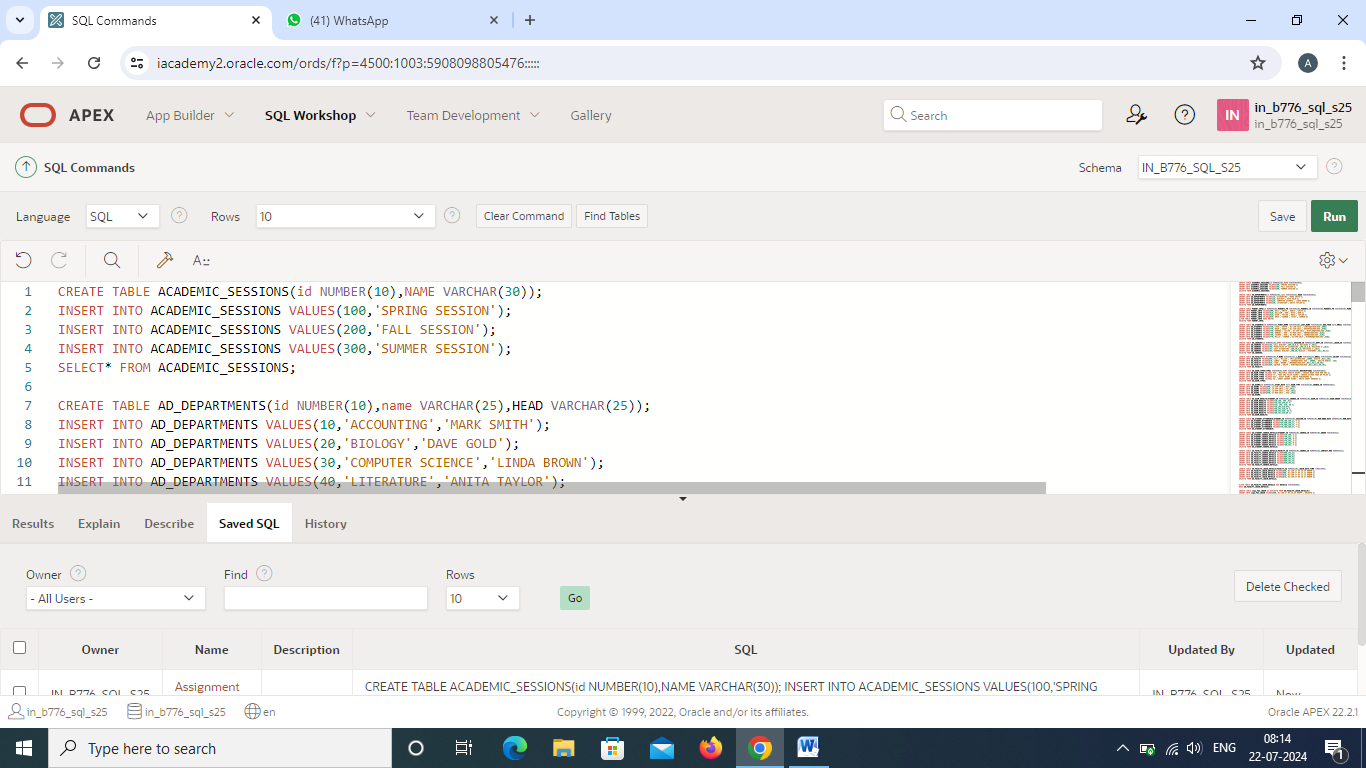 SQL Commands
(41) WhatsApp
iacademy2.oracle.com/ords/f?p=4500:1003:5908098805476:::::
A
APEX
App Builder
SQL Workshop
Team Development
Gallery
Search
IN
in_b776_sql_s25
in_b776_sql_s25
SQL Commands
Schema
IN_B776_SQL_S25
Language
SQL
Rows
10
Clear Command
Find Tables
Save
Run
1 CREATE TABLE ACADEMIC_SESSIONS(id NUMBER(10),NAME VARCHAR(30));
2 INSERT INTO ACADEMIC_SESSIONS VALUES(100,'SPRING SESSION');
3 INSERT INTO ACADEMIC_SESSIONS VALUES(200,'FALL SESSION');
4 INSERT INTO ACADEMIC_SESSIONS VALUES(300,'SUMMER SESSION');
5 SELECT* FROM ACADEMIC_SESSIONS;
6
7 CREATE TABLE AD_DEPARTMENTS(id NUMBER(10),name VARCHAR(25),HEAD VARCHAR(25));
8 INSERT INTO AD_DEPARTMENTS VALUES(10,'ACCOUNTING','MARK SMITH');
9 INSERT INTO AD_DEPARTMENTS VALUES(20,'BIOLOGY','DAVE GOLD');
10 INSERT INTO AD_DEPARTMENTS VALUES(30,'COMPUTER SCIENCE','LINDA BROWN');
11 INSERT INTO AD_DEPARTMENTS VALUES(40,'LITERATURE','ANITA TAYLOR');
Results
Explain
Describe
Saved SQL
History
Owner
Find
Rows
- All Users -
10
Go
Delete Checked
Owner
Name
Description
SQL
Updated By
Updated
IN_B776_SQL_S25
Assignment
CREATE TABLE ACADEMIC_SESSIONS(id NUMBER(10),NAME VARCHAR(30)); INSERT INTO ACADEMIC_SESSIONS VALUES(100,'SPRING
IN_B776_SQL_S25
Now
in_b776_sql_s25
in_b776_sql_s25
en
Copyright © 1999, 2022, Oracle and/or its affiliates.
Oracle APEX 22.2.1
Type here to search
ENG
08:14
22-07-2024
1